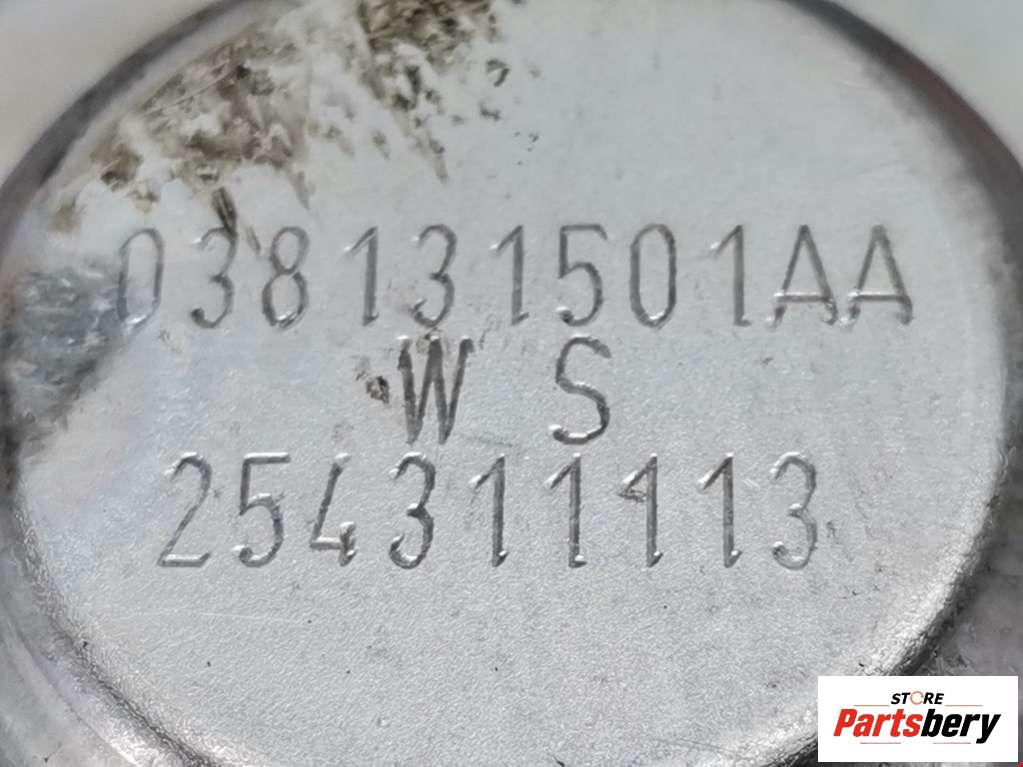 038131501AA
W S
254311113
STORE
Partsbery